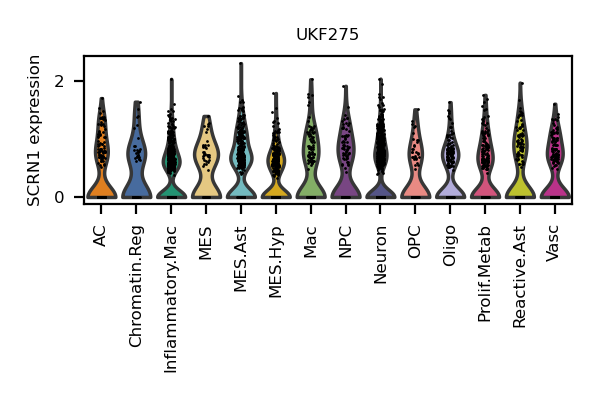 UKF275
SCRN1 expression
2
0
AC
Chromatin.Reg
Inflammatory.Mac
MES
MES.Ast
MES.Hyp
Mac
NPC
Neuron
OPC
Oligo
Prolif.Metab
Reactive.Ast
Vasc